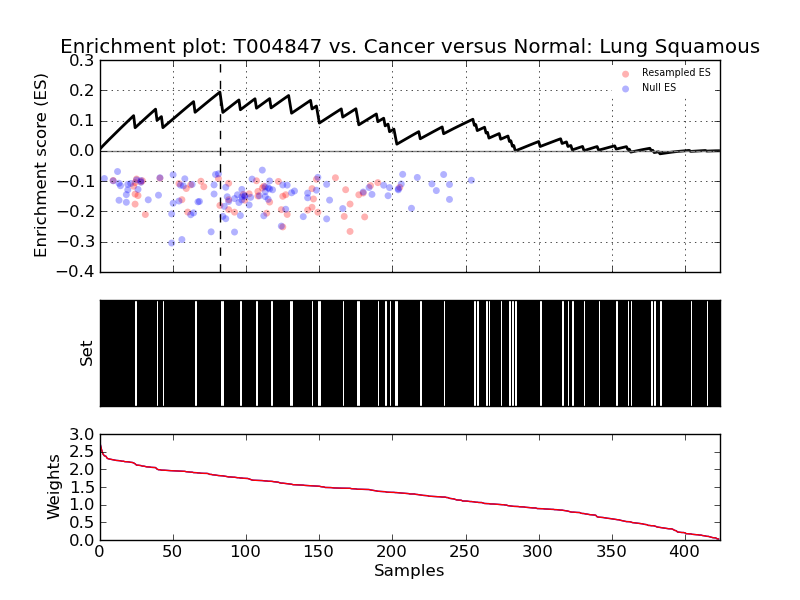 Enrichment plot: T004847 vs. Cancer versus Normal: Lung Squamous
0.3
0.2
0.1
0.0
−0.1
−0.2
−0.3
−0.4
Enrichment score (ES)
Resampled ES
Null ES
Set
3.0
2.5
2.0
1.5
1.0
0.5
0.0
Weights
0 50 100 150 200 250 300 350 400
Samples